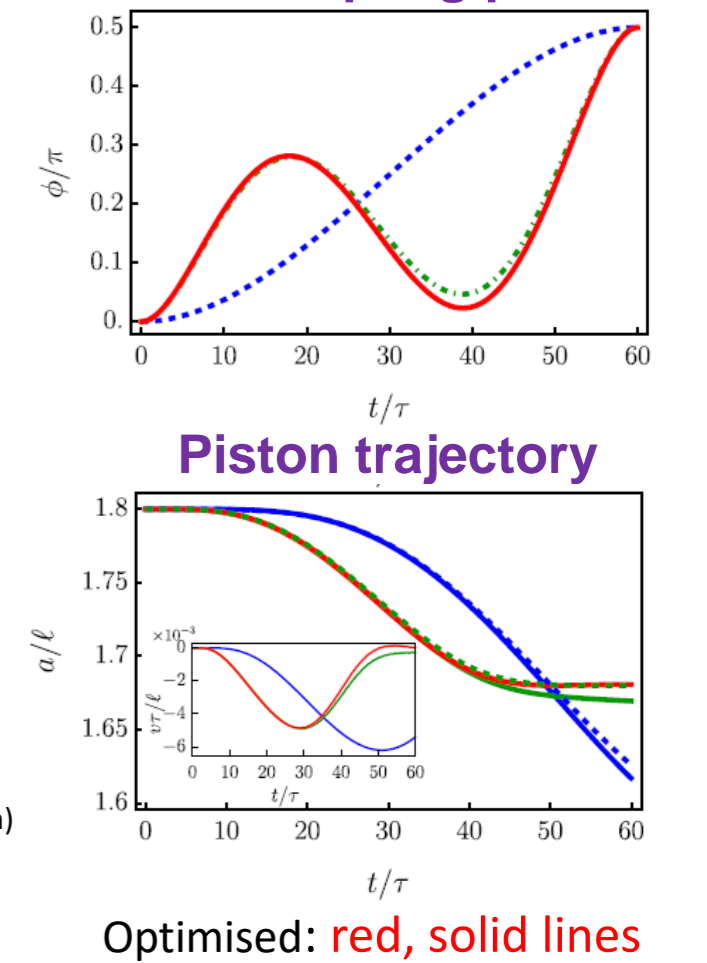 0.5
0.4
0.3
0.2
0.1
0.
ϕ/π
0 10 20 30 40 50 60
t/τ
Piston trajectory
1.8
1.75
1.7
1.65
1.6
a/ℓ
×10⁻³
0
−2
−4
−6
vτ/ℓ
0 10 20 30 40 50 60
t/τ
0 10 20 30 40 50 60
t/τ
Optimised: red, solid lines